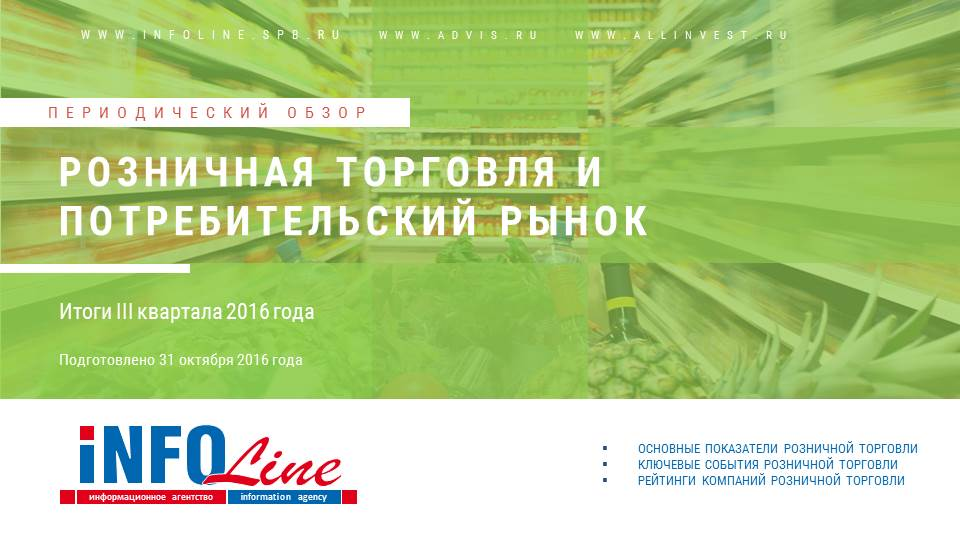 WWW.INFOLINE.SPB.RU WWW.ADVIS.RU WWW.ALLINVEST.RU
ПЕРИОДИЧЕСКИЙ ОБЗОР
РОЗНИЧНАЯ ТОРГОВЛЯ И
ПОТРЕБИТЕЛЬСКИЙ РЫНОК
Итоги III квартала 2016 года
Подготовлено 31 октября 2016 года
iNFOLine
информационное агентство information agency
▪ ОСНОВНЫЕ ПОКАЗАТЕЛИ РОЗНИЧНОЙ ТОРГОВЛИ
▪ КЛЮЧЕВЫЕ СОБЫТИЯ РОЗНИЧНОЙ ТОРГОВЛИ
▪ РЕЙТИНГИ КОМПАНИЙ РОЗНИЧНОЙ ТОРГОВЛИ